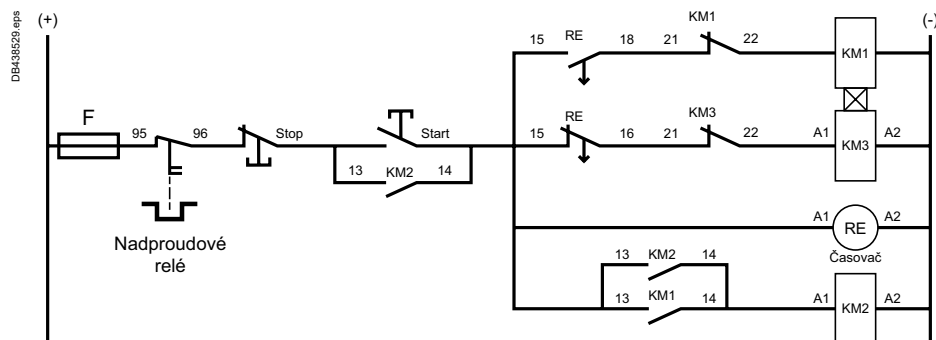 DB438529.eps
(+)
(-)
F
95
96
Stop
Start
13
KM2
14
Nadproudové
relé
15
RE
18
21
KM1
22
KM1
15
RE
16
21
KM3
22
A1
KM3
A2
A1
RE
A2
Časovač
13
KM2
14
13
KM1
14
A1
KM2
A2